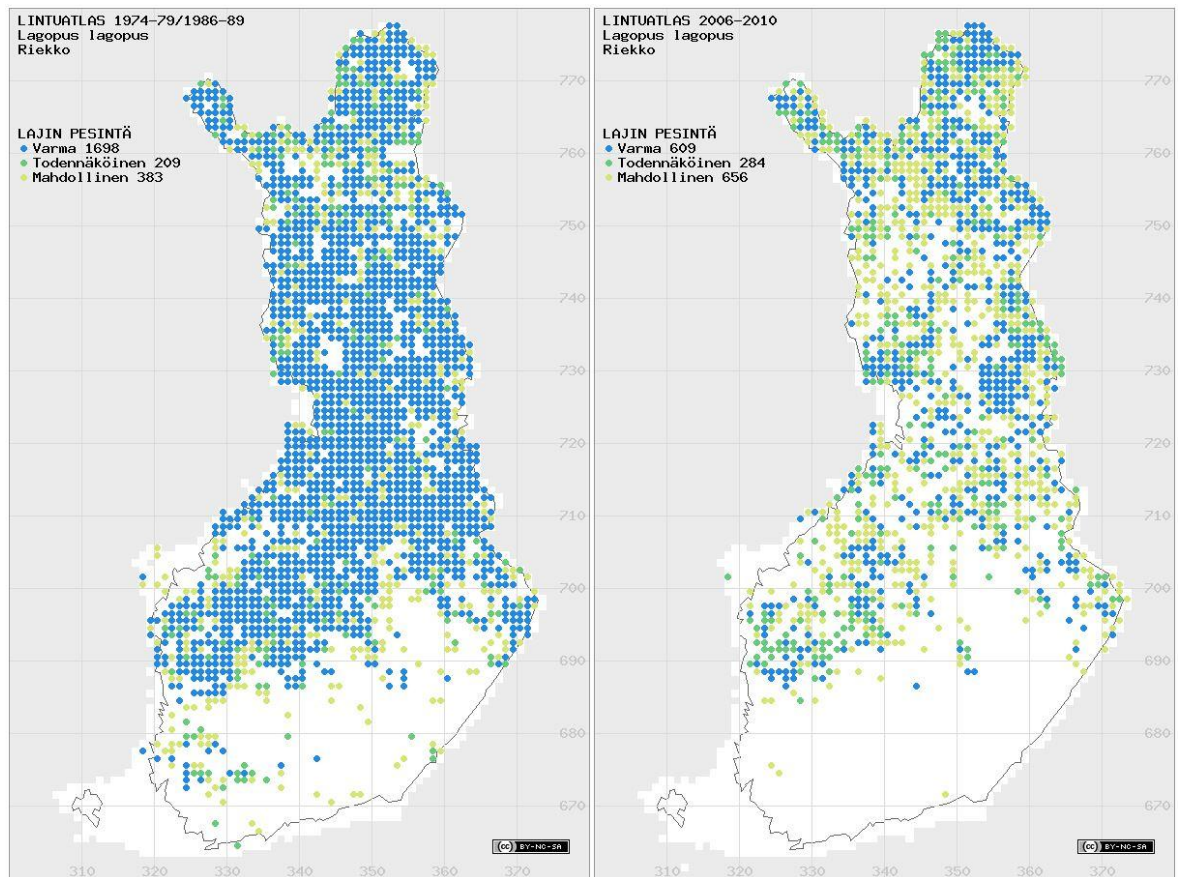 LINTUATLAS 1974-79/1986-89
Lagopus lagopus
Riekko
LAJIN PESINTÄ
Varma 1698
Todennäköinen 209
Mahdollinen 383
770
760
750
740
730
720
710
700
690
680
670
320
330
340
350
360
370
cc BY-NC-SA
LINTUATLAS 2006-2010
Lagopus lagopus
Riekko
LAJIN PESINTÄ
Varma 609
Todennäköinen 284
Mahdollinen 656
770
760
750
740
730
720
710
700
690
680
670
320
330
340
350
360
370
cc BY-NC-SA